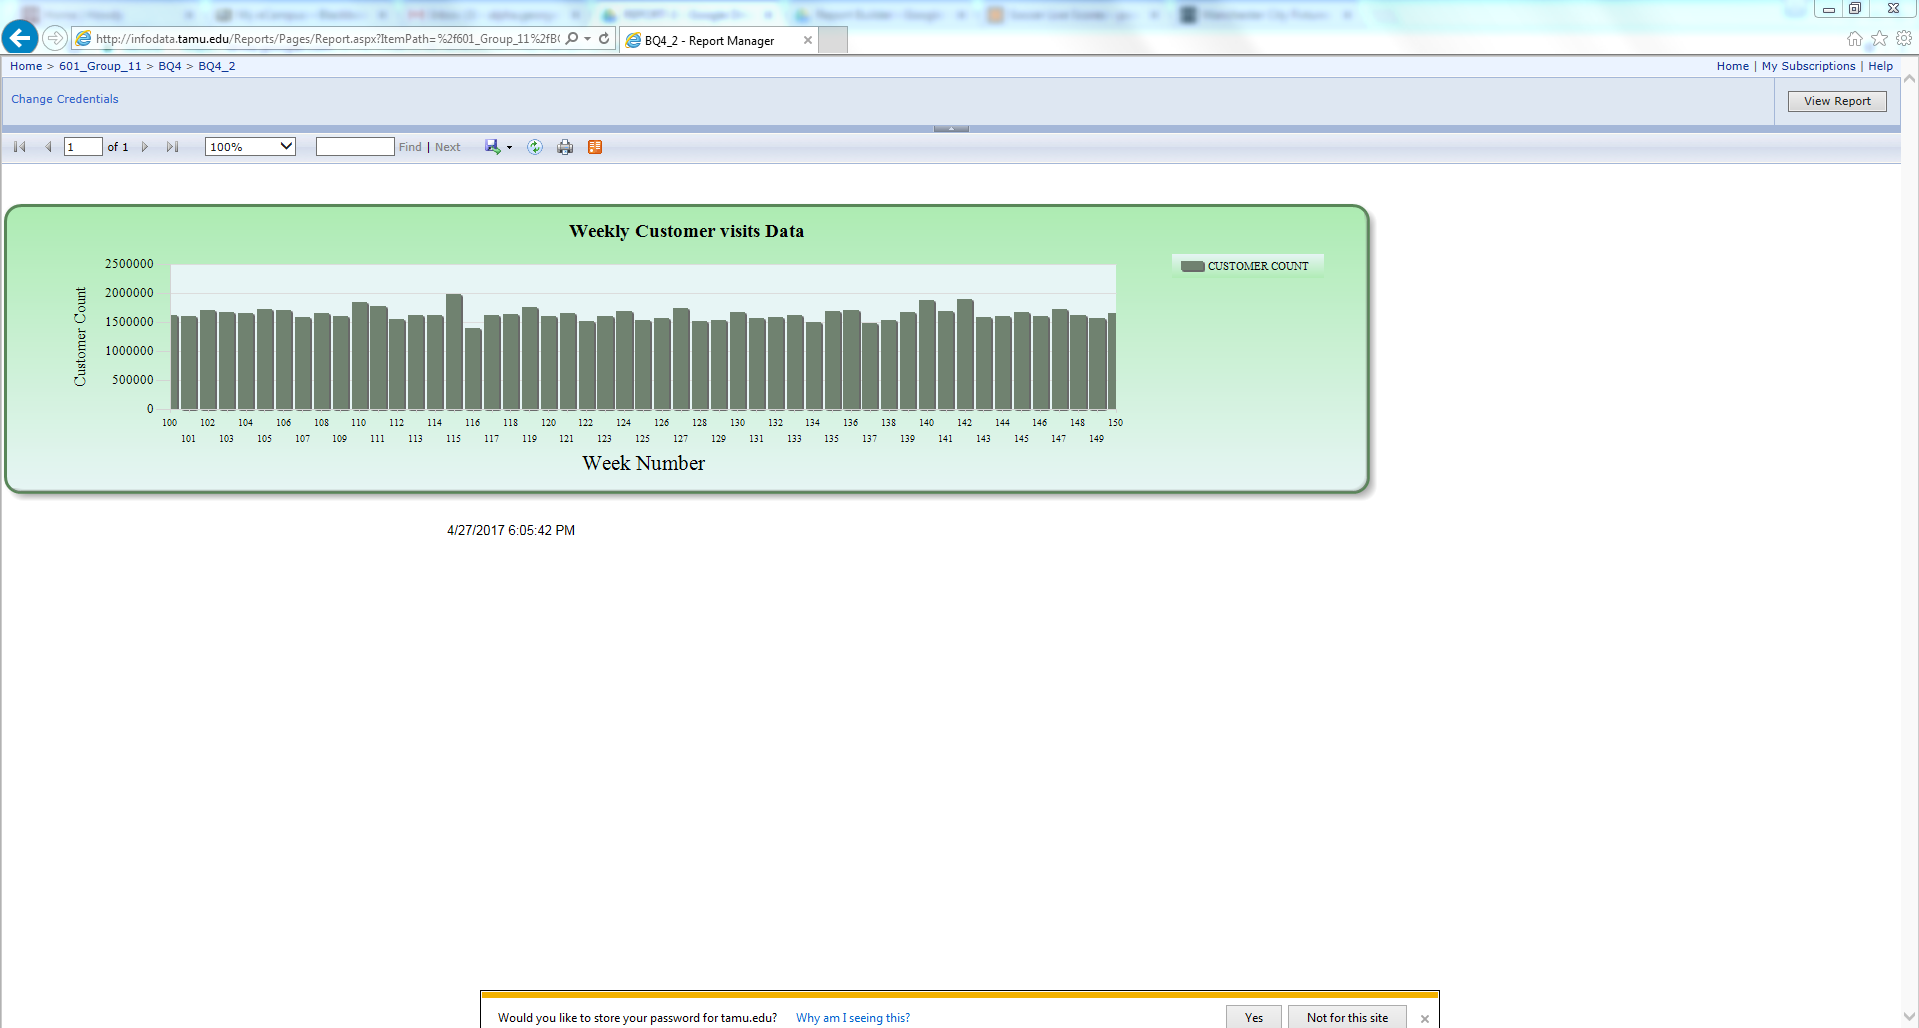 http://infodata.tamu.edu/Reports/Pages/Report.aspx?ItemPath=%2f601_Group_11%2fB
BQ4_2 - Report Manager
Home > 601_Group_11 > BQ4 > BQ4_2
Home | My Subscriptions | Help
Change Credentials
View Report
1 of 1
100%
Find | Next
Weekly Customer visits Data
CUSTOMER COUNT
Customer Count
2500000
2000000
1500000
1000000
500000
0
100 102 104 106 108 110 112 114 116 118 120 122 124 126 128 130 132 134 136 138 140 142 144 146 148 150
101 103 105 107 109 111 113 115 117 119 121 123 125 127 129 131 133 135 137 139 141 143 145 147 149
Week Number
4/27/2017 6:05:42 PM
Would you like to store your password for tamu.edu? Why am I seeing this?
Yes
Not for this site